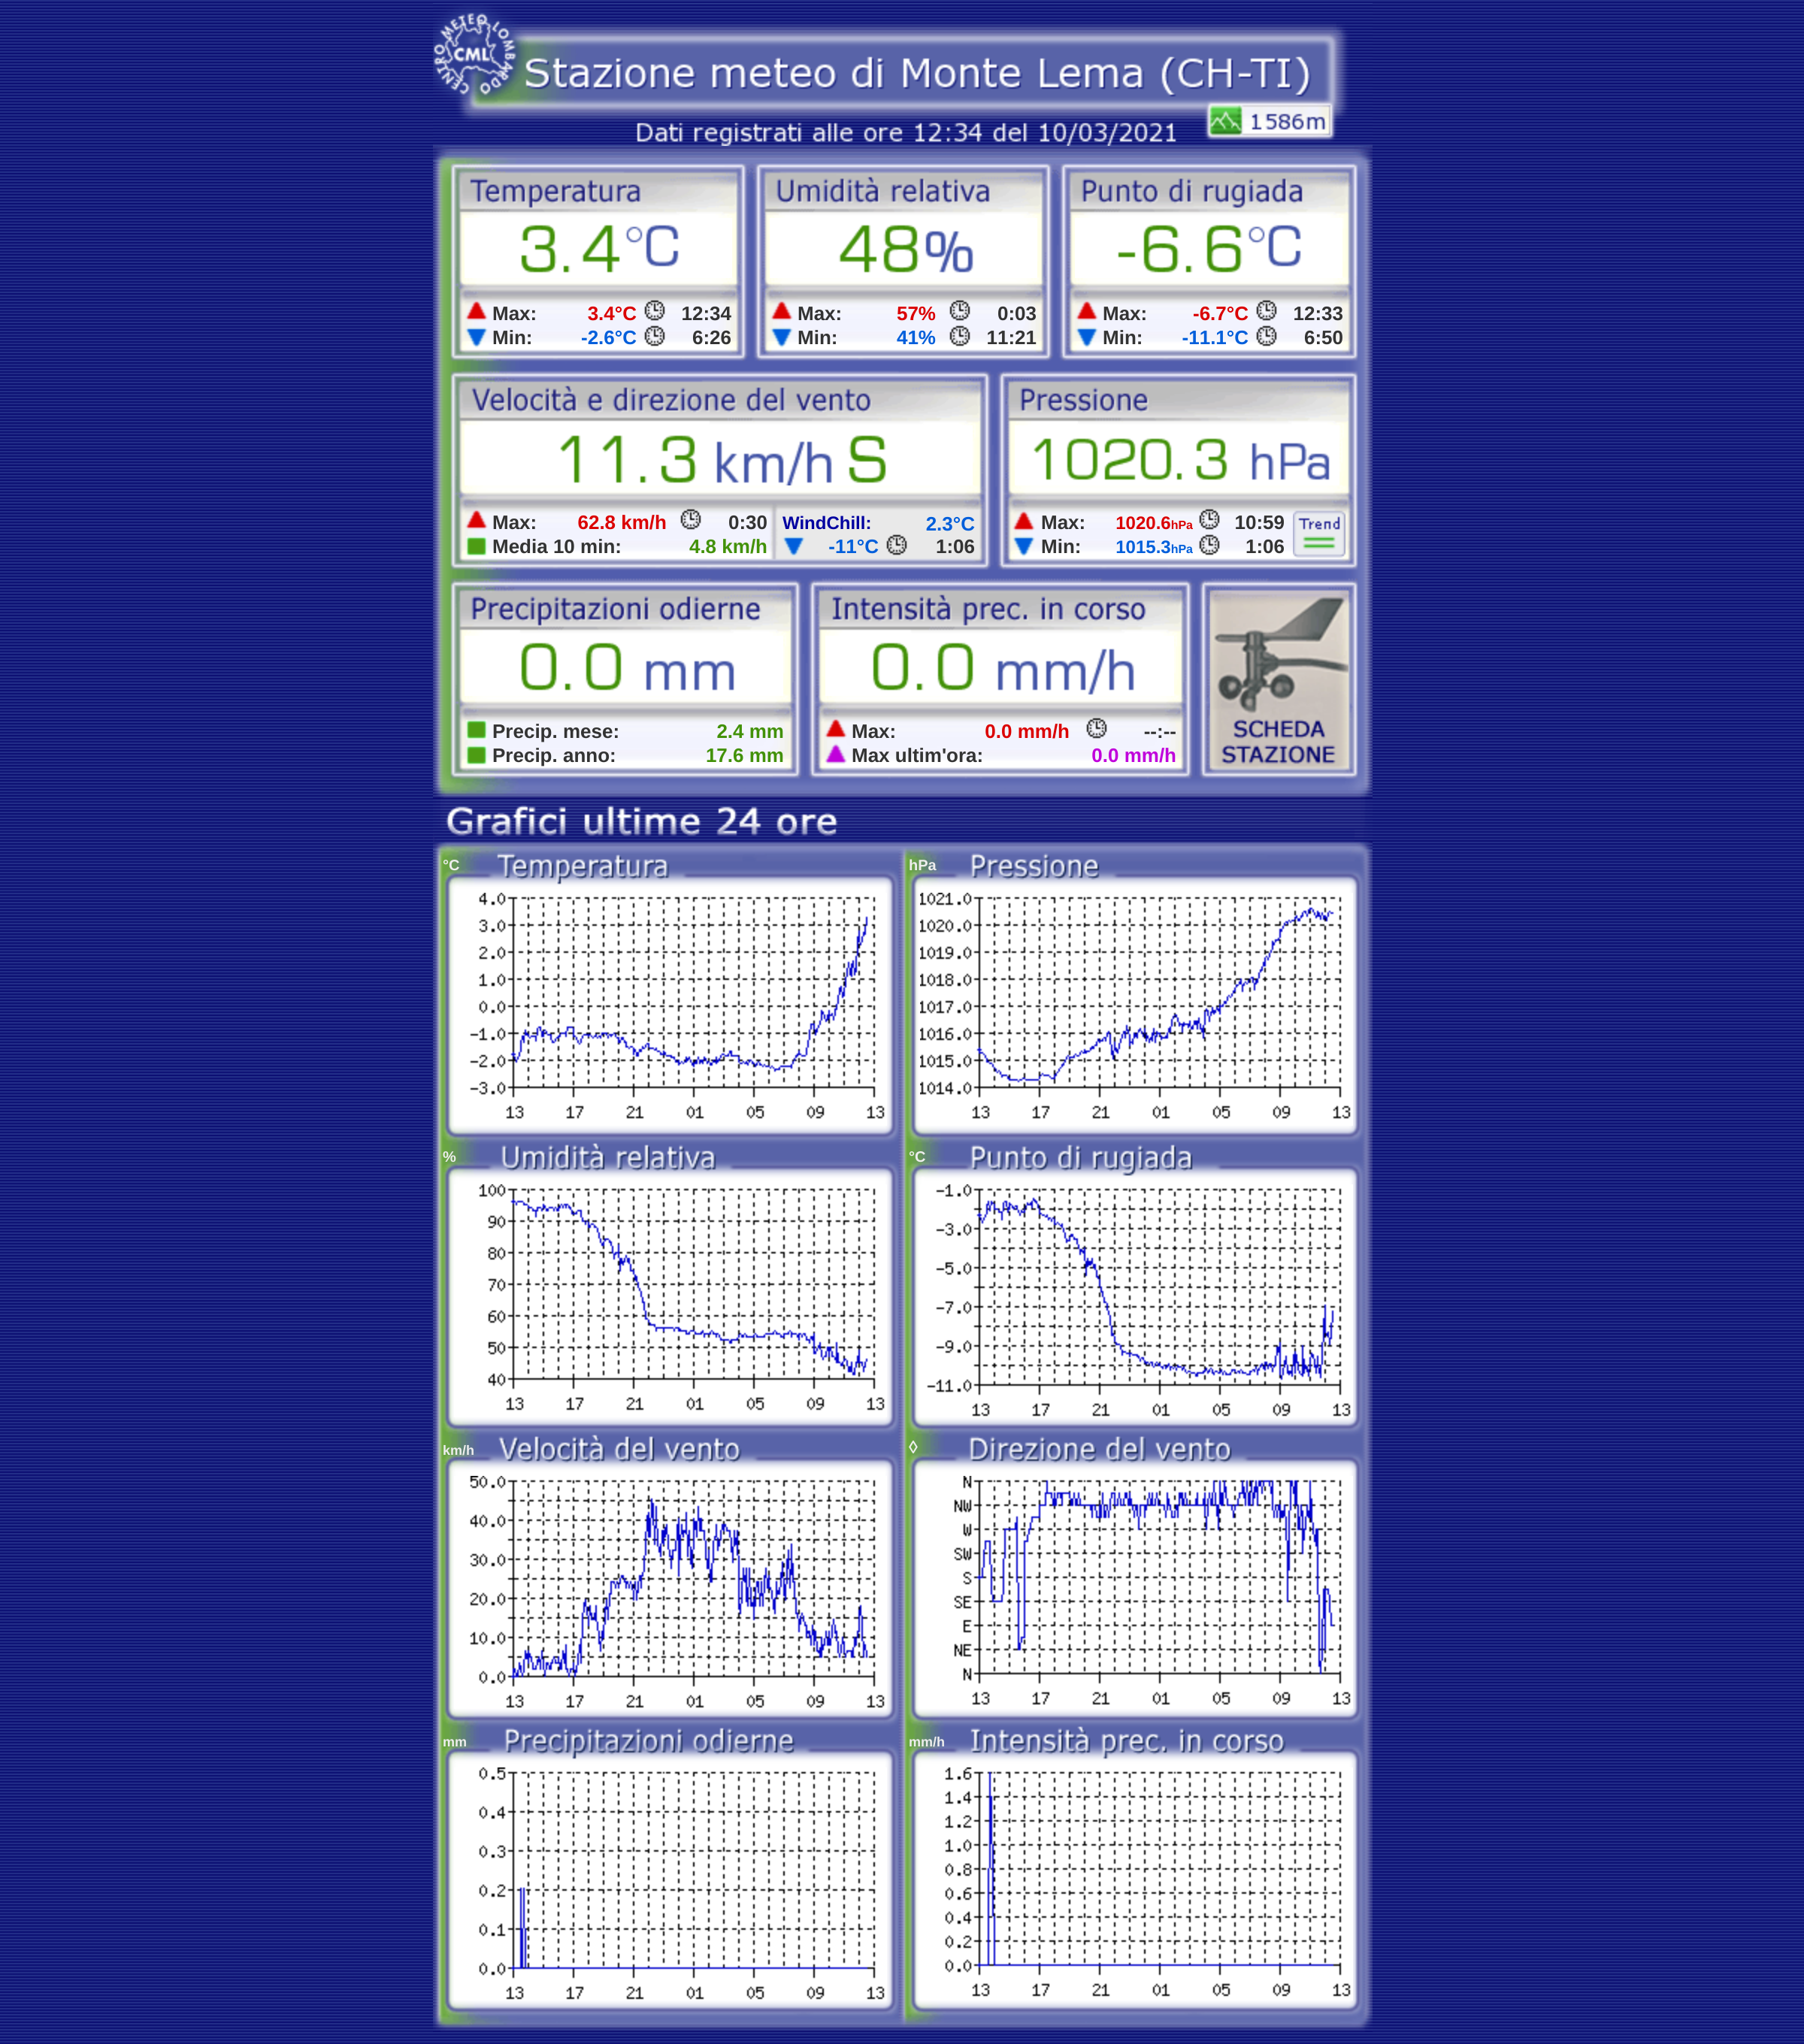 CENTRO METEO LOMBARDO
CML
Stazione meteo di Monte Lema (CH-TI)
1586m
Dati registrati alle ore 12:34 del 10/03/2021
Temperatura
3.4°C
Max: 3.4°C 12:34
Min: -2.6°C 6:26
Umidità relativa
48%
Max: 57% 0:03
Min: 41% 11:21
Punto di rugiada
-6.6°C
Max: -6.7°C 12:33
Min: -11.1°C 6:50
Velocità e direzione del vento
11.3 km/h S
Max: 62.8 km/h 0:30
Media 10 min: 4.8 km/h
WindChill: 2.3°C
-11°C 1:06
Pressione
1020.3 hPa
Max: 1020.6hPa 10:59
Min: 1015.3hPa 1:06
Trend
Precipitazioni odierne
0.0 mm
Precip. mese: 2.4 mm
Precip. anno: 17.6 mm
Intensità prec. in corso
0.0 mm/h
Max: 0.0 mm/h --:--
Max ultim'ora: 0.0 mm/h
SCHEDA
STAZIONE
Grafici ultime 24 ore
°C Temperatura
4.0
3.0
2.0
1.0
0.0
-1.0
-2.0
-3.0
13 17 21 01 05 09 13
hPa Pressione
1021.0
1020.0
1019.0
1018.0
1017.0
1016.0
1015.0
1014.0
13 17 21 01 05 09 13
% Umidità relativa
100
90
80
70
60
50
40
13 17 21 01 05 09 13
°C Punto di rugiada
-1.0
-3.0
-5.0
-7.0
-9.0
-11.0
13 17 21 01 05 09 13
km/h Velocità del vento
50.0
40.0
30.0
20.0
10.0
0.0
13 17 21 01 05 09 13
◊ Direzione del vento
N
NW
W
SW
S
SE
E
NE
N
13 17 21 01 05 09 13
mm Precipitazioni odierne
0.5
0.4
0.3
0.2
0.1
0.0
13 17 21 01 05 09 13
mm/h Intensità prec. in corso
1.6
1.4
1.2
1.0
0.8
0.6
0.4
0.2
0.0
13 17 21 01 05 09 13